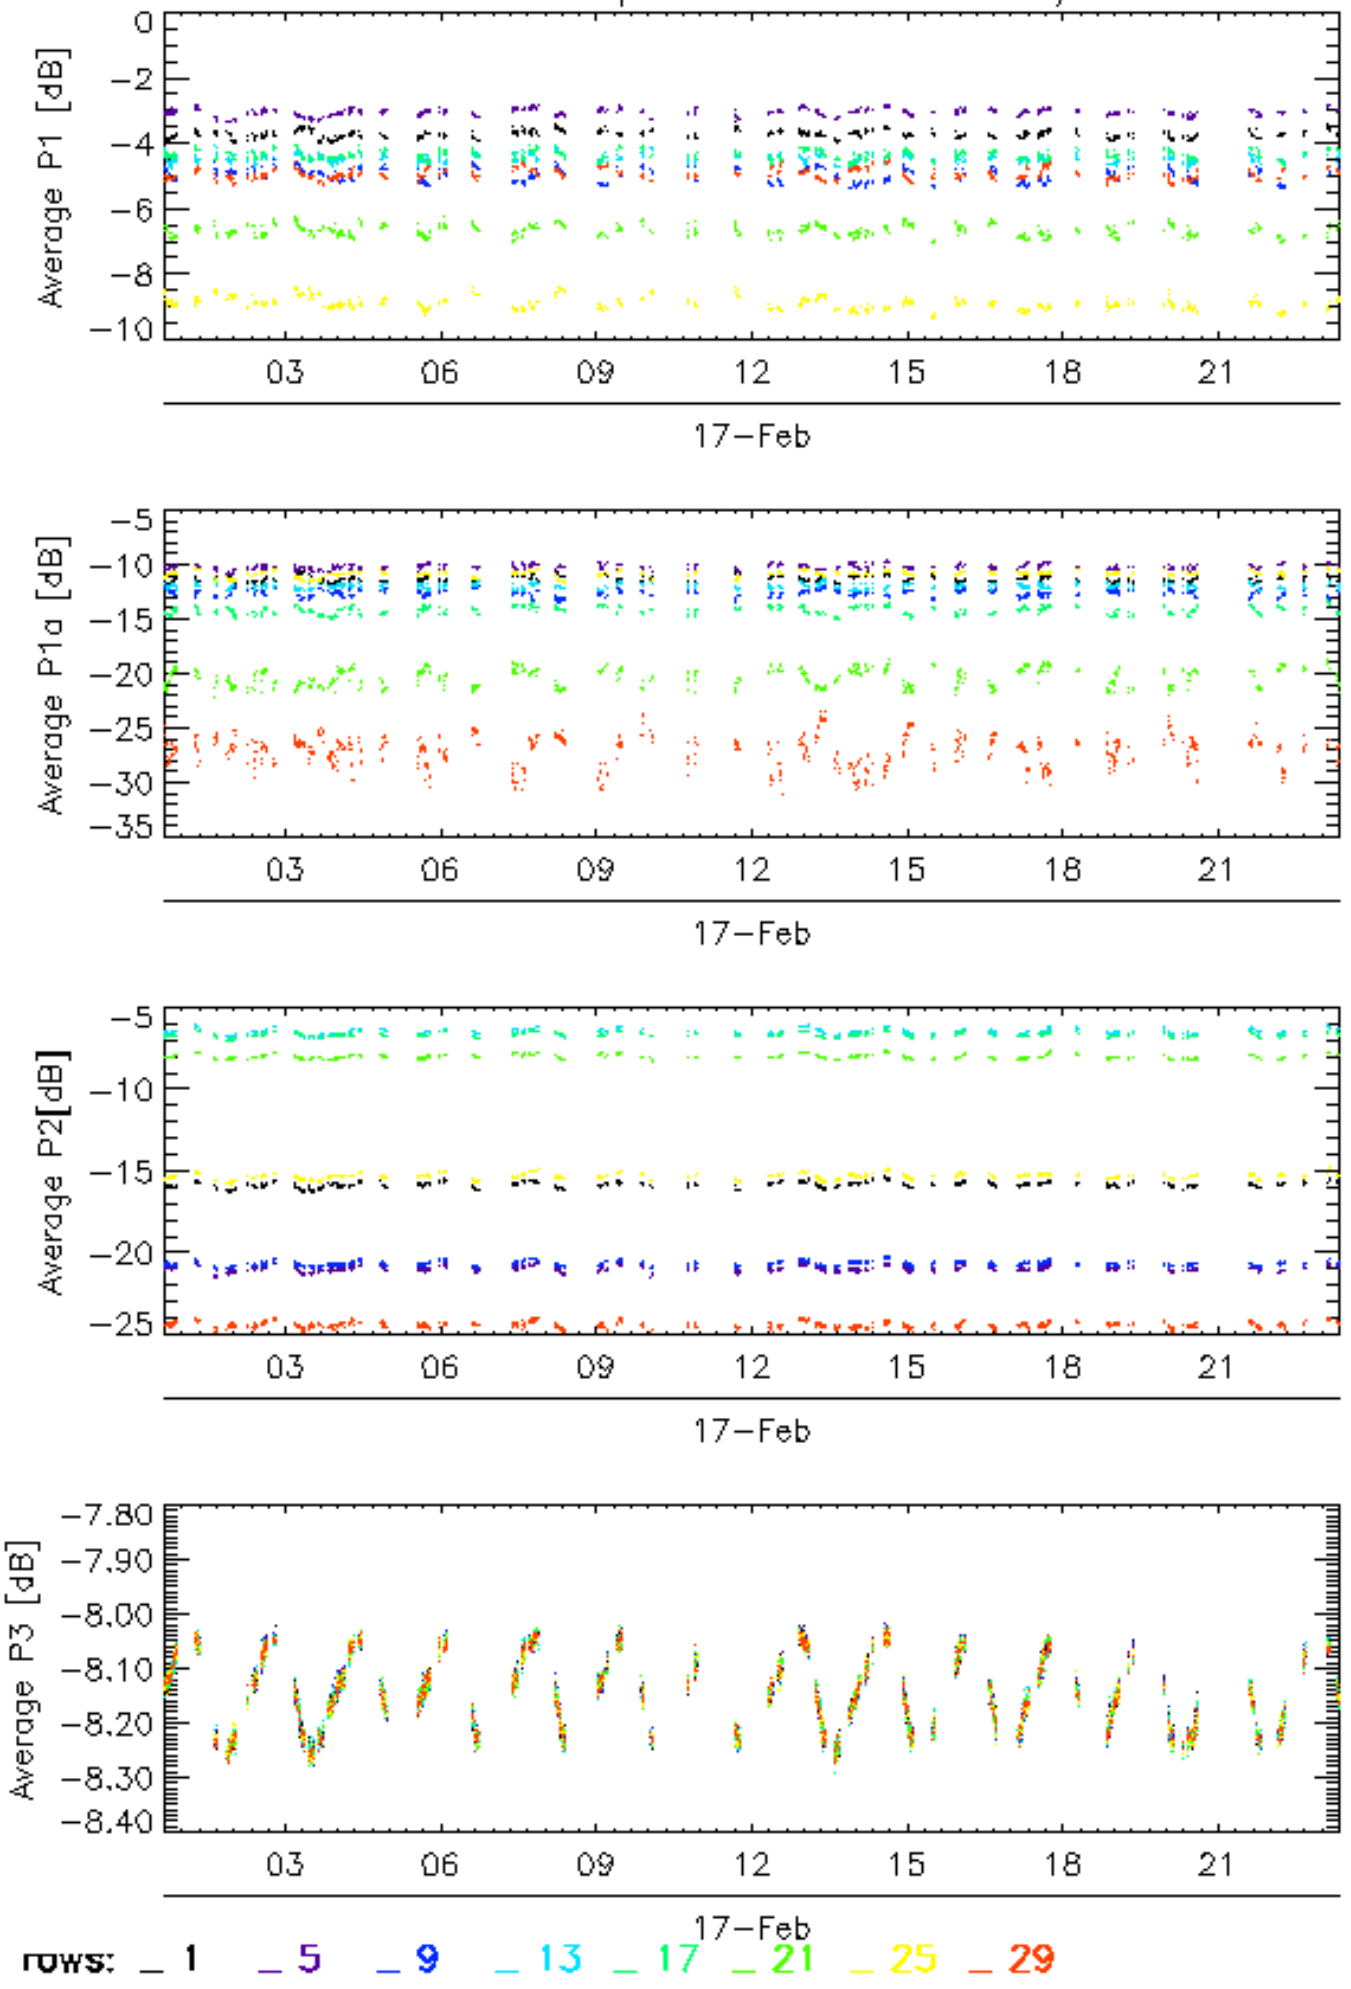 0
-2
-4
-6
-8
-10
Average P1 [dB]
03 06 09 12 15 18 21
17-Feb
-5
-10
-15
-20
-25
-30
-35
Average P1a [dB]
03 06 09 12 15 18 21
17-Feb
-5
-10
-15
-20
-25
Average P2[dB]
03 06 09 12 15 18 21
17-Feb
-7.80
-7.90
-8.00
-8.10
-8.20
-8.30
-8.40
Average P3 [dB]
03 06 09 12 15 18 21
17-Feb
rows: _ 1 _ 5 _ 9 _ 13 _ 17 _ 21 _ 25 _ 29